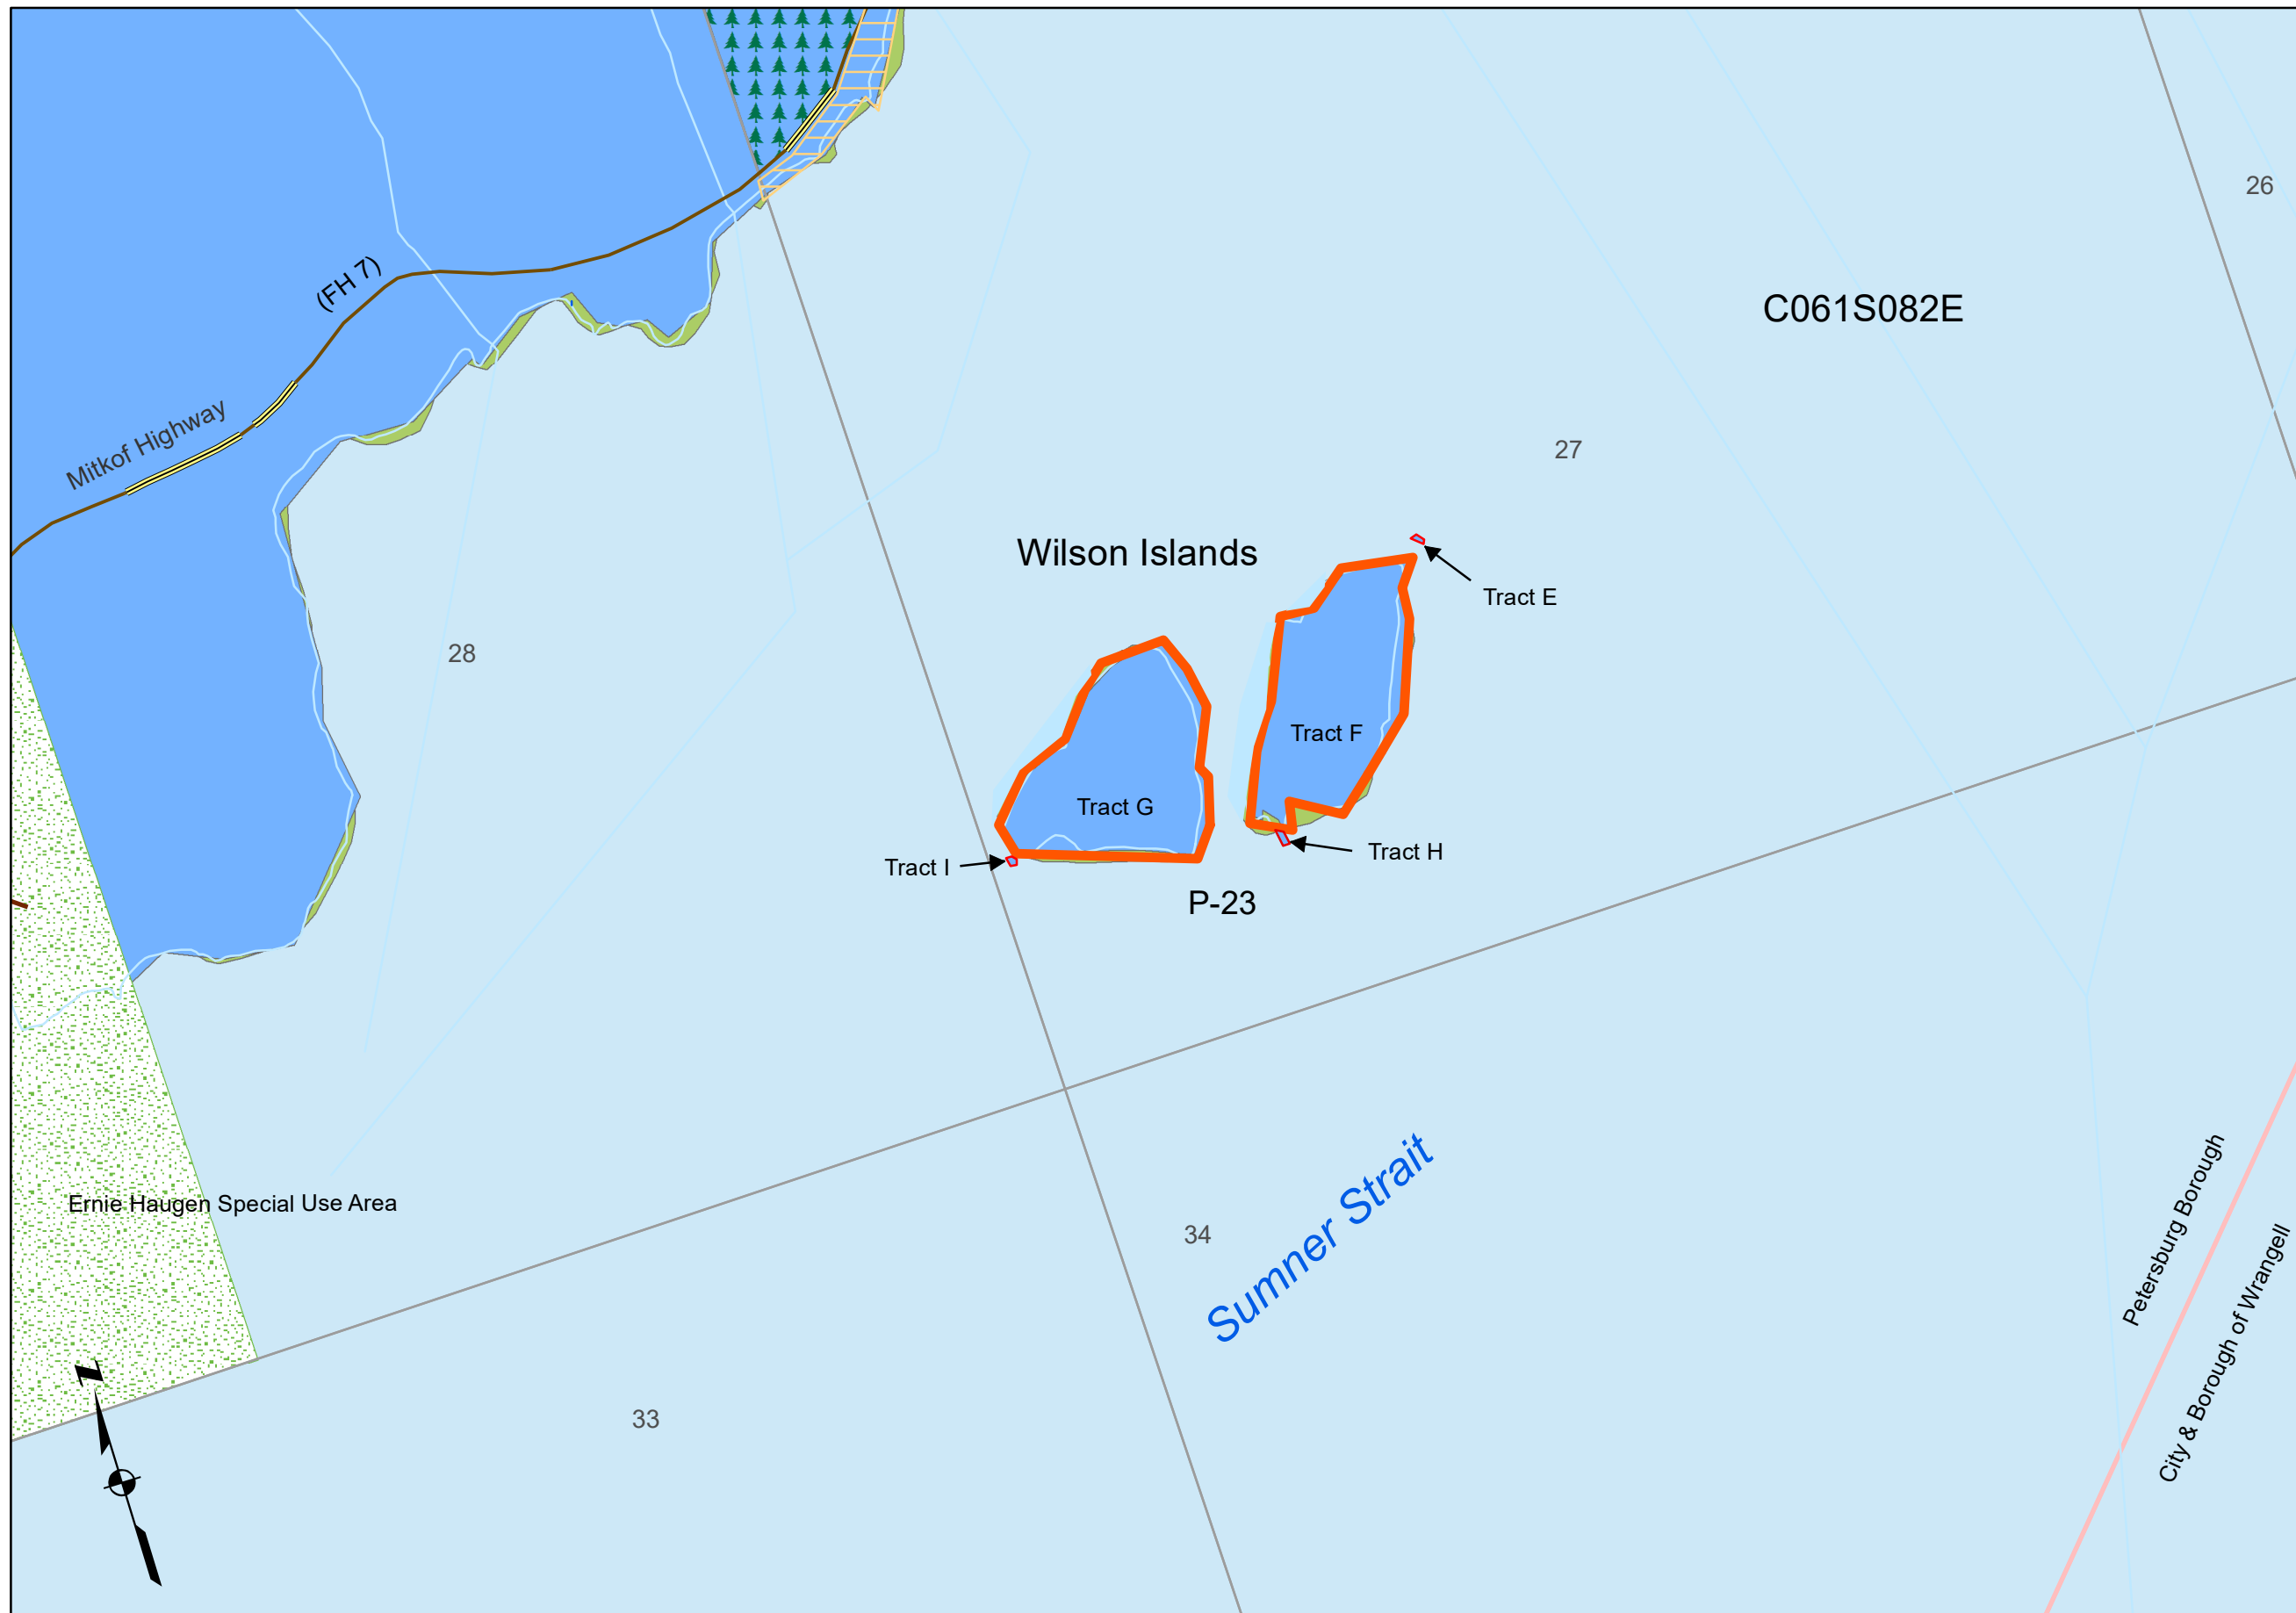 26
(FH 7)
C061S082E
Mitkof Highway
27
Wilson Islands
Tract E
28
Tract F
Tract G
Tract H
Tract I
P-23
Ernie Haugen Special Use Area
34
Sumner Strait
Petersburg Borough
City & Borough of Wrangell
33
N